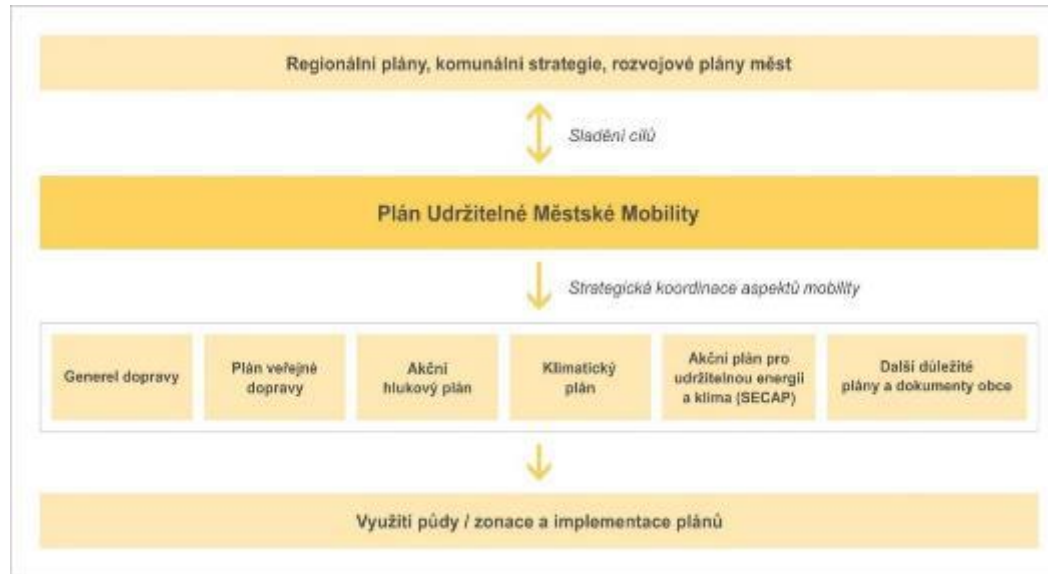 Regionální plány, komunální strategie, rozvojové plány měst
Sladění cílů
Plán Udržitelné Městské Mobility
Strategická koordinace aspektů mobility
Generel dopravy
Plán veřejné
dopravy
Akční
hlukový plán
Klimatický
plán
Akční plán pro
udržitelnou energii
a klima (SECAP)
Další důležité
plány a dokumenty obce
Využití půdy / zonace a implementace plánů